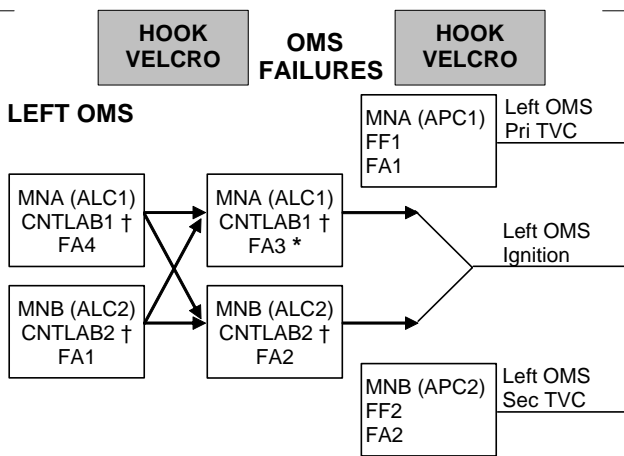 HOOK
VELCRO
OMS
FAILURES
HOOK
VELCRO
LEFT OMS
MNA (APC1)
FF1
FA1
Left OMS
Pri TVC
MNA (ALC1)
CNTLAB1 †
FA4
MNA (ALC1)
CNTLAB1 †
FA3 *
Left OMS
Ignition
MNB (ALC2)
CNTLAB2 †
FA1
MNB (ALC2)
CNTLAB2 †
FA2
MNB (APC2)
FF2
FA2
Left OMS
Sec TVC